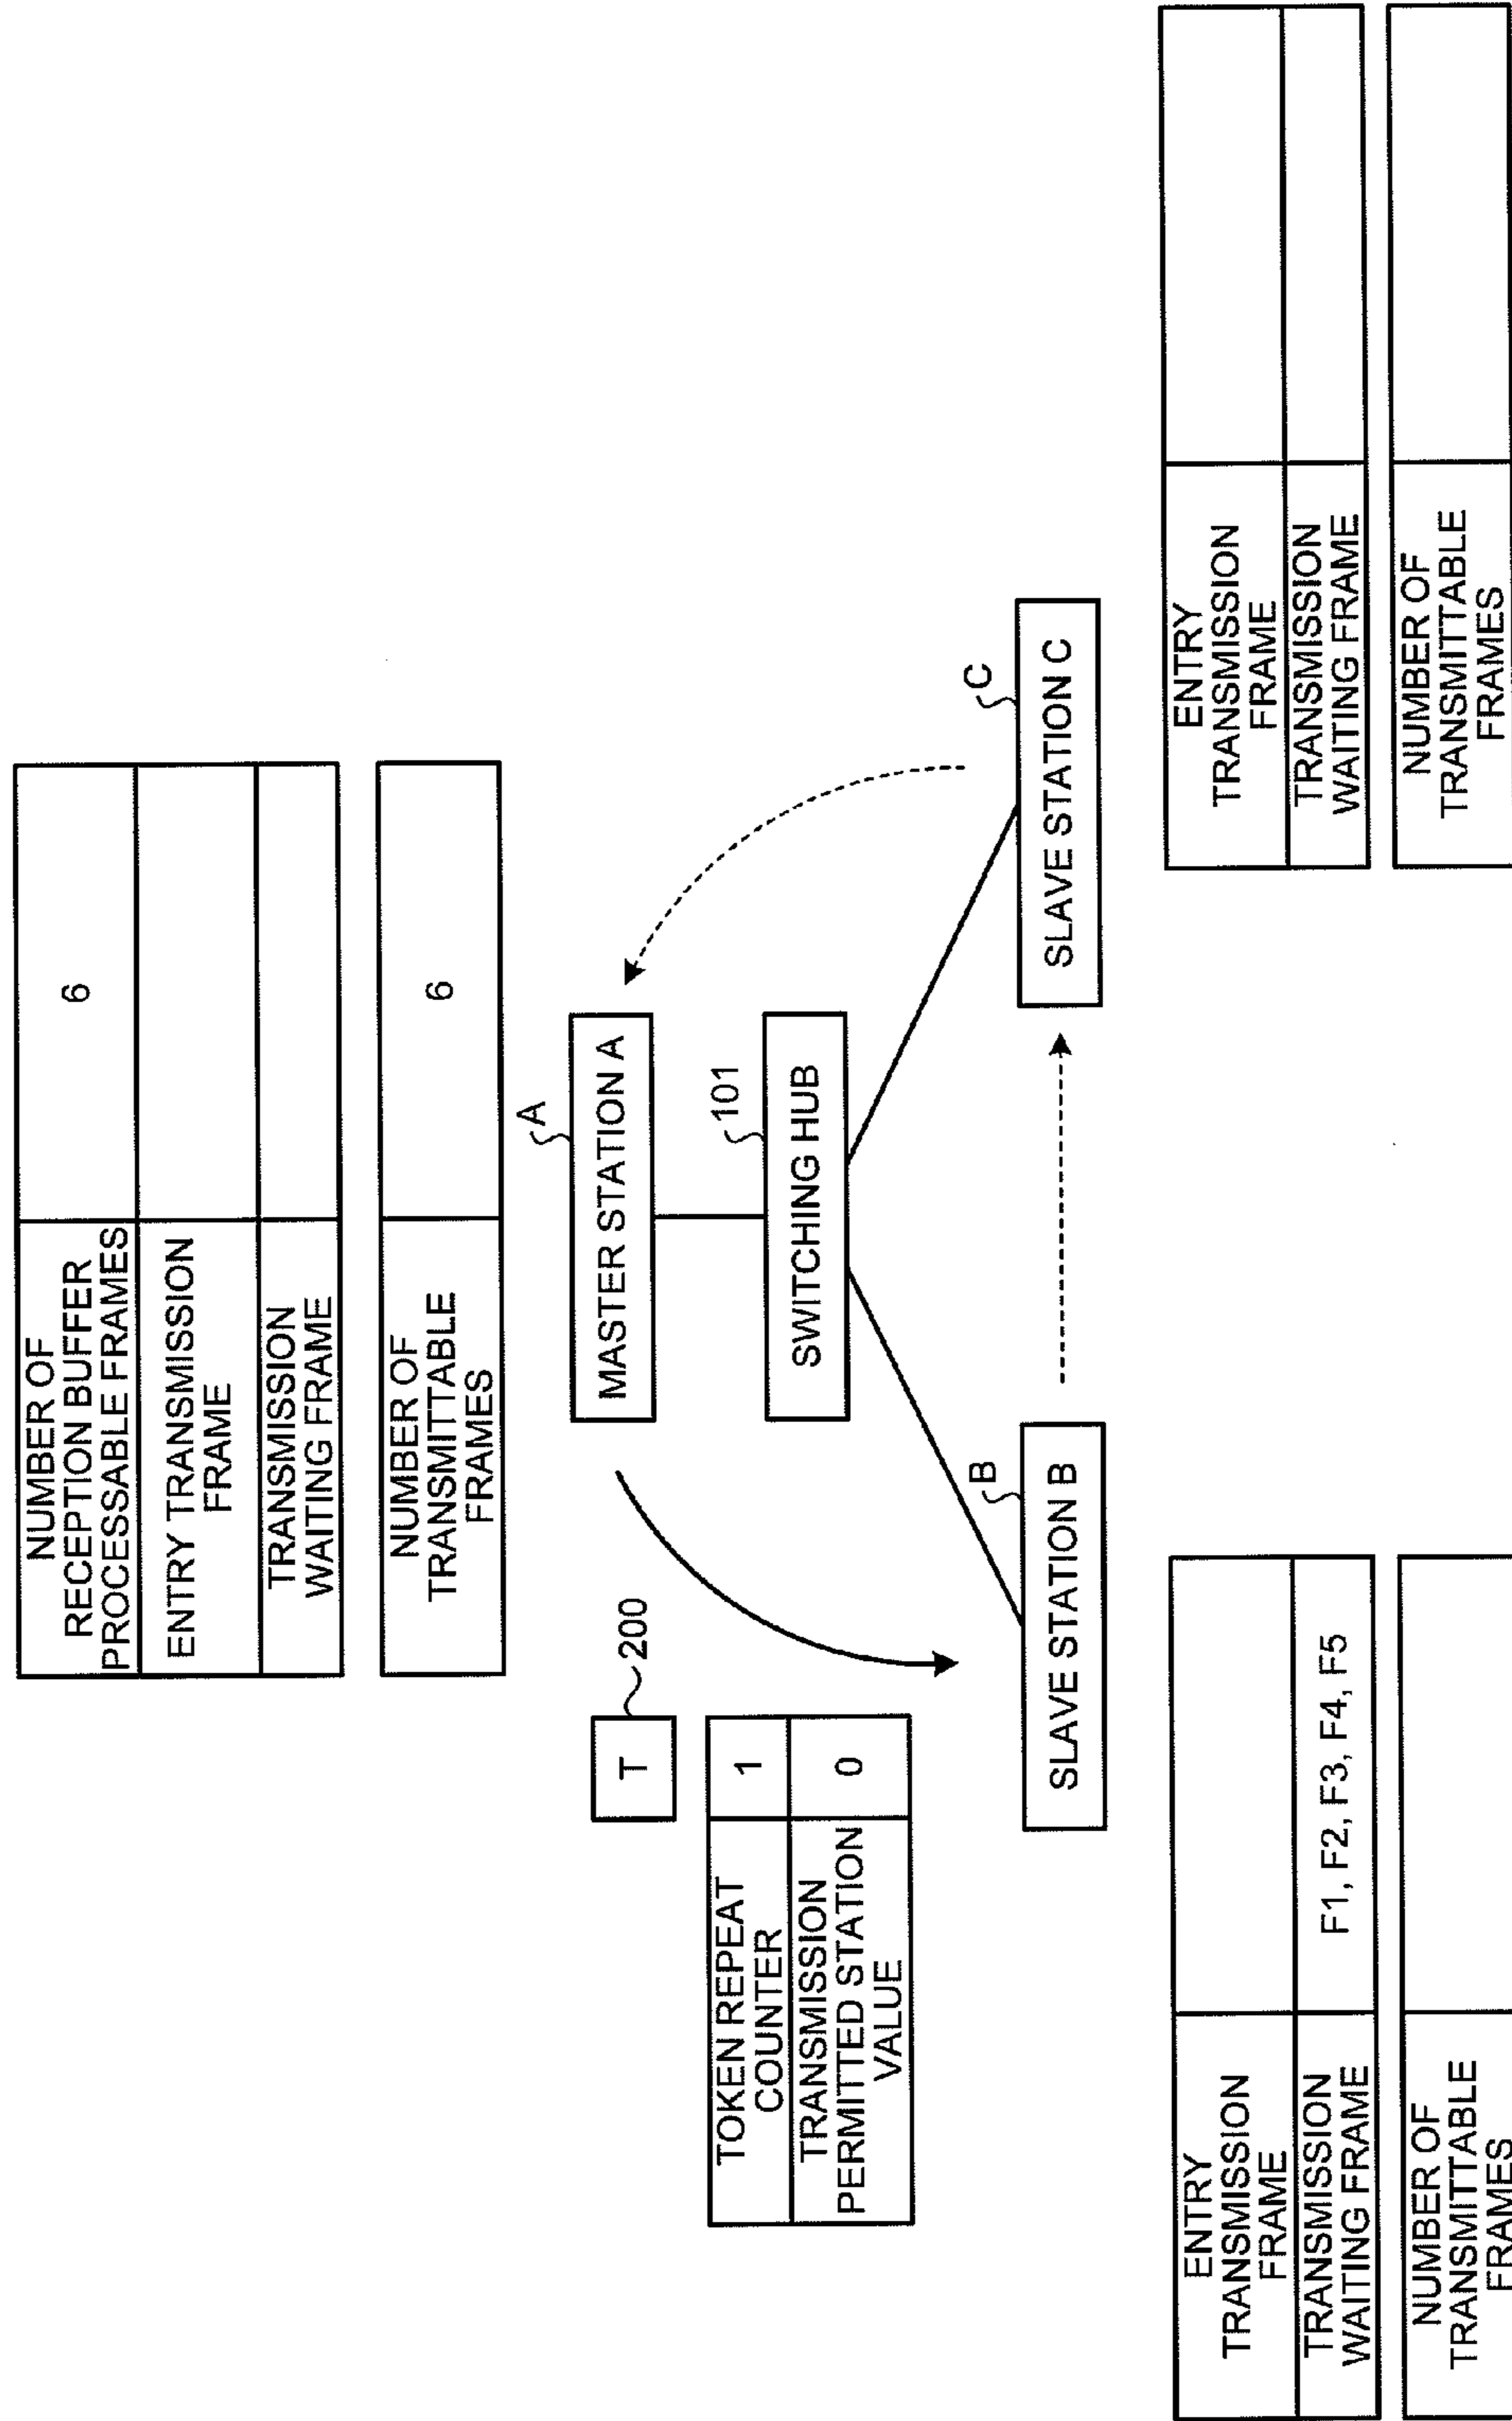 NUMBER OF
RECEPTION BUFFER
PROCESSABLE FRAMES
6
ENTRY TRANSMISSION
FRAME
TRANSMISSION
WAITING FRAME
NUMBER OF
TRANSMITTABLE
FRAMES
6
A
MASTER STATION A
T
200
101
SWITCHING HUB
TOKEN REPEAT
COUNTER
1
TRANSMISSION
PERMITTED STATION
VALUE
0
B
SLAVE STATION B
C
SLAVE STATION C
ENTRY
TRANSMISSION
FRAME
TRANSMISSION
WAITING FRAME
F1, F2, F3, F4, F5
NUMBER OF
TRANSMITTABLE
FRAMES
ENTRY
TRANSMISSION
FRAME
TRANSMISSION
WAITING FRAME
NUMBER OF
TRANSMITTABLE
FRAMES